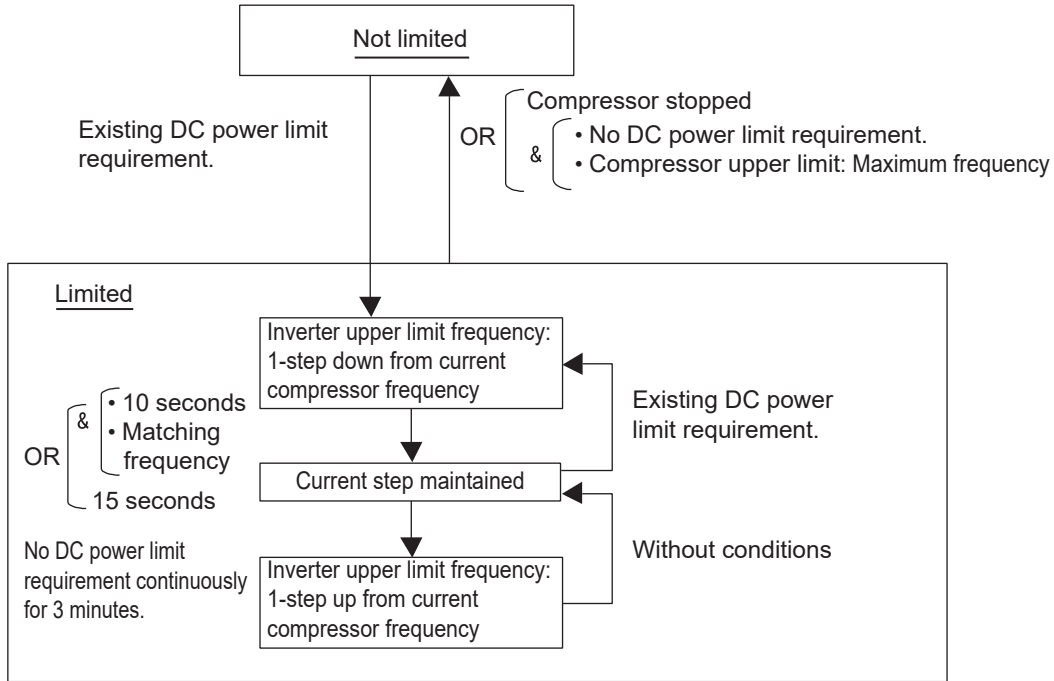 Not limited
Existing DC power limit
requirement.
OR
Compressor stopped
&
• No DC power limit requirement.
• Compressor upper limit: Maximum frequency
Limited
Inverter upper limit frequency:
1-step down from current
compressor frequency
OR
&
• 10 seconds
• Matching
frequency
15 seconds
Existing DC power
limit requirement.
Current step maintained
No DC power limit
requirement continuously
for 3 minutes.
Without conditions
Inverter upper limit frequency:
1-step up from current
compressor frequency